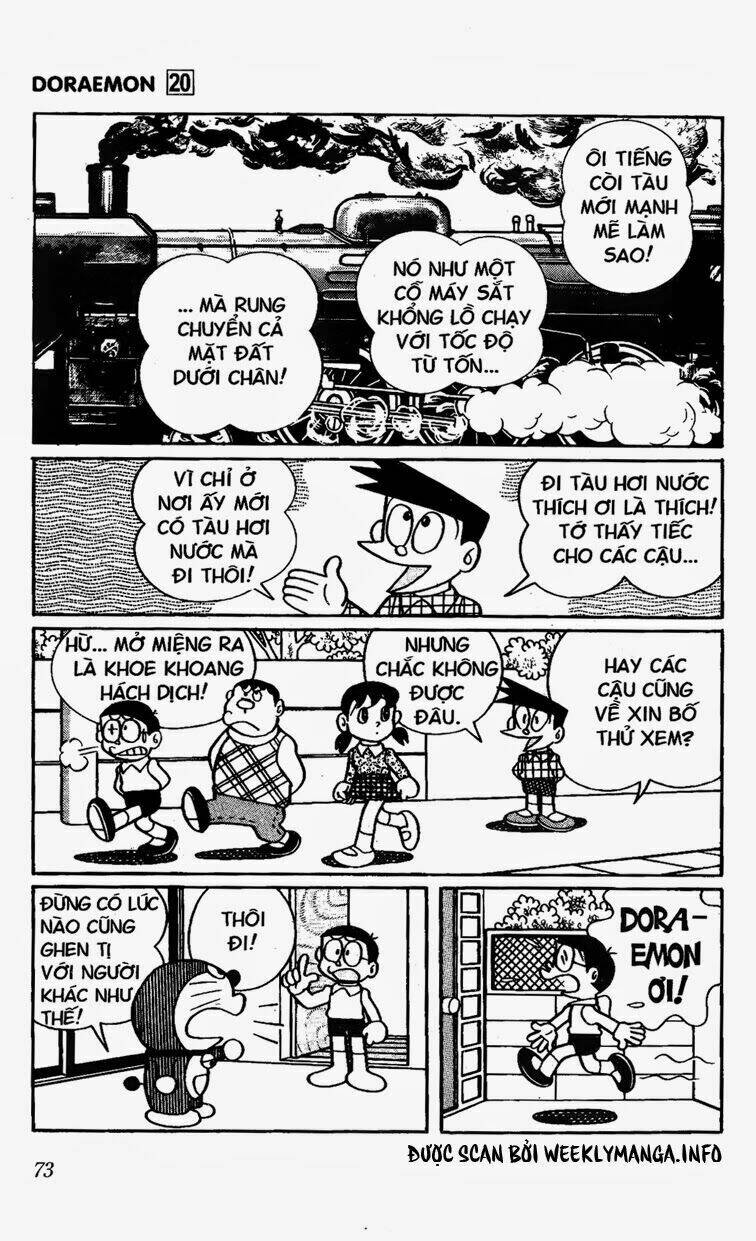 DORAEMON 20
ÔI TIẾNG
CÒI TÀU
MỚI MẠNH
MẼ LÀM
SAO!
NÓ NHƯ MỘT
CỖ MÁY SẮT
KHỔNG LỒ CHẠY
VỚI TỐC ĐỘ
TỪ TỐN...
... MÀ RUNG
CHUYỂN CẢ
MẶT ĐẤT
DƯỚI CHÂN!
ĐI TÀU HƠI NƯỚC
THÍCH ƠI LÀ THÍCH!
TỚ THẤY TIẾC
CHO CÁC CẬU...
VÌ CHỈ Ở
NƠI ẤY MỚI
CÓ TÀU HƠI
NƯỚC MÀ
ĐI THÔI!
HAY CÁC
CẬU CŨNG
VỀ XIN BỐ
THỬ XEM?
NHƯNG
CHẮC KHÔNG
ĐƯỢC
ĐÂU.
HỪ... MỞ MIỆNG RA
LÀ KHOE KHOANG
HÁCH DỊCH!
DORA-
EMON
ƠI!
THÔI
ĐI!
ĐỪNG CÓ LÚC
NÀO CŨNG
GHEN TỊ
VỚI NGƯỜI
KHÁC NHƯ
THẾ!
ĐƯỢC SCAN BỞI WEEKLYMANGA.INFO
73